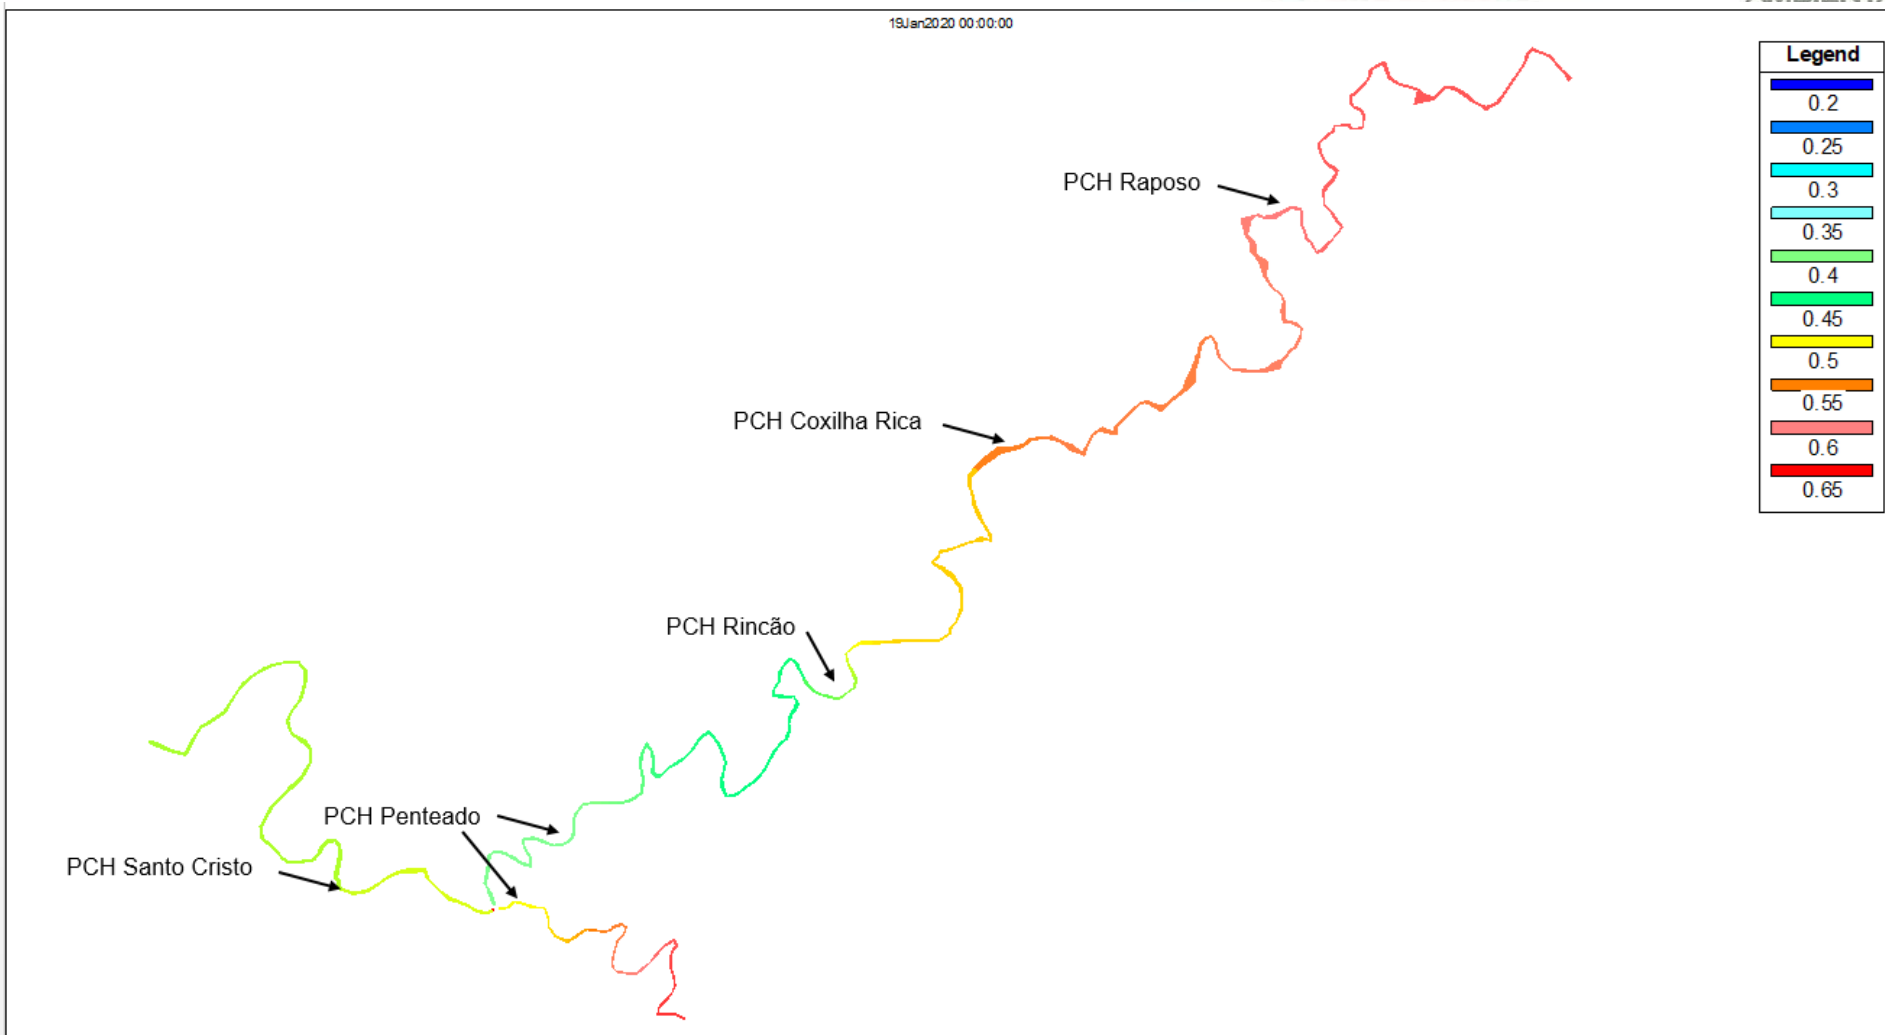 19Jan2020 00:00:00
Legend
0.2
0.25
0.3
0.35
0.4
0.45
0.5
0.55
0.6
0.65
PCH Raposo
PCH Coxilha Rica
PCH Rincão
PCH Penteado
PCH Santo Cristo